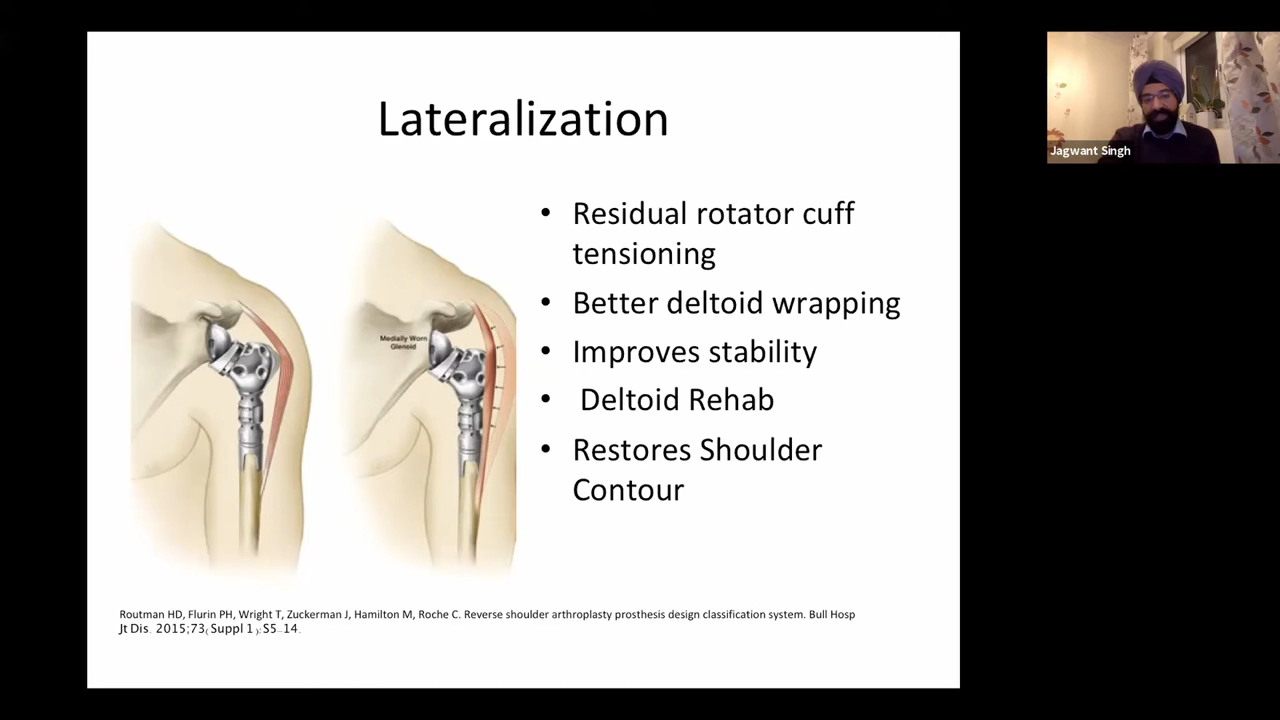 Lateralization
Medially Worn
Glenoid
• Residual rotator cuff
tensioning
• Better deltoid wrapping
• Improves stability
• Deltoid Rehab
• Restores Shoulder
Contour
Routman HD, Flurin PH, Wright T, Zuckerman J, Hamilton M, Roche C. Reverse shoulder arthroplasty prosthesis design classification system. Bull Hosp
Jt Dis. 2015;73(Suppl 1):S5–14.
Jagwant Singh